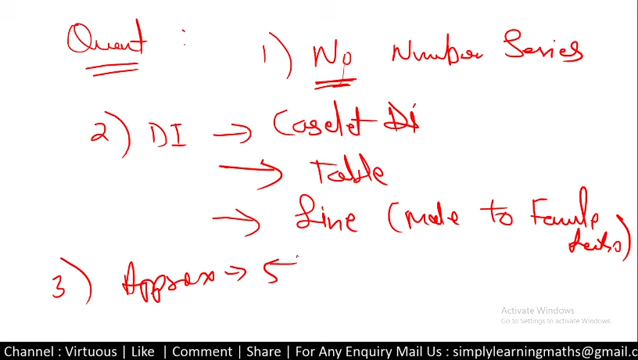 Quant :
1) No Number Series
2) DI → Caselet DI
→ Table
→ Line (Male to Female
ratio)
3) Approx → 5
Activate Windows
Go to Settings to activate Windows.
Channel : Virtuous | Like | Comment | Share | For Any Enquiry Mail Us : simplylearningmaths@gmail.c